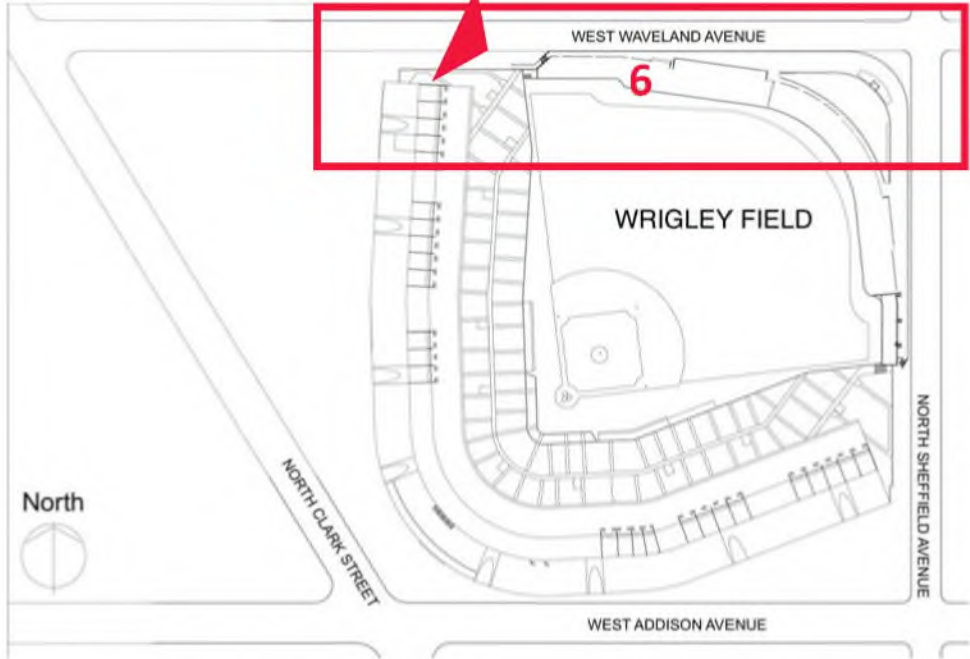 WEST WAVELAND AVENUE
6
WRIGLEY FIELD
North
NORTH CLARK STREET
NORTH SHEFFIELD AVENUE
WEST ADDISON AVENUE